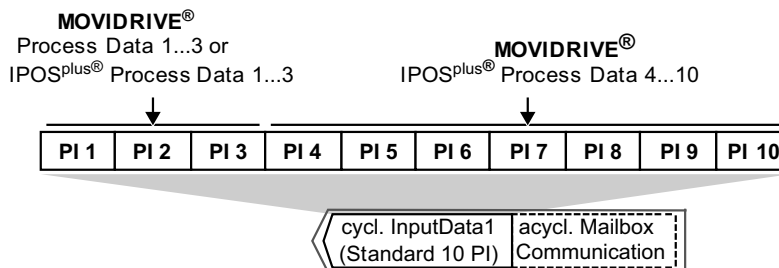 MOVIDRIVE®
Process Data 1...3 or
IPOSplus® Process Data 1...3
MOVIDRIVE®
IPOSplus® Process Data 4...10
PI 1 PI 2 PI 3 PI 4 PI 5 PI 6 PI 7 PI 8 PI 9 PI 10
cycl. InputData1
(Standard 10 PI)
acycl. Mailbox
Communication